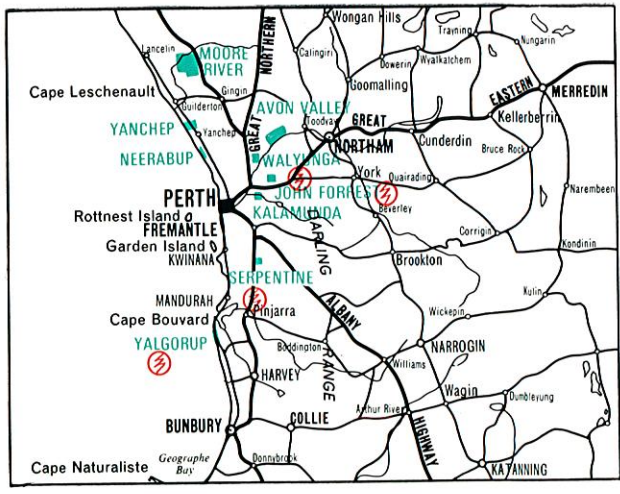 Wongan Hills
Trayning
Nungarin
Lancelin
MOORE
RIVER
NORTHERN
Calingiri
Dowerin
Wyalkatchem
Goomalling
Cape Leschenault
Gingin
Guilderton
EASTERN
MERREDIN
AVON VALLEY
Toodyay
GREAT
Kellerberrin
YANCHEP
Yanchep
GREAT
NORTHAM
Cunderdin
Bruce Rock
NEERABUP
WALYUNGA
York
Quairading
PERTH
JOHN FORREST
Narembeen
Rottnest Island
KALAMUNDA
Beverley
FREMANTLE
DARLING
Corrigin
Garden Island
Kondinin
KWINANA
Brookton
SERPENTINE
MANDURAH
ALBANY
Kulin
Cape Bouvard
Pinjarra
Wickepin
YALGORUP
Boddington
RANGE
NARROGIN
Williams
HARVEY
Wagin
Dumbleyung
Arthur River
BUNBURY
COLLIE
HIGHWAY
Cape Naturaliste
Geographe
Bay
Donnybrook
KATANNING